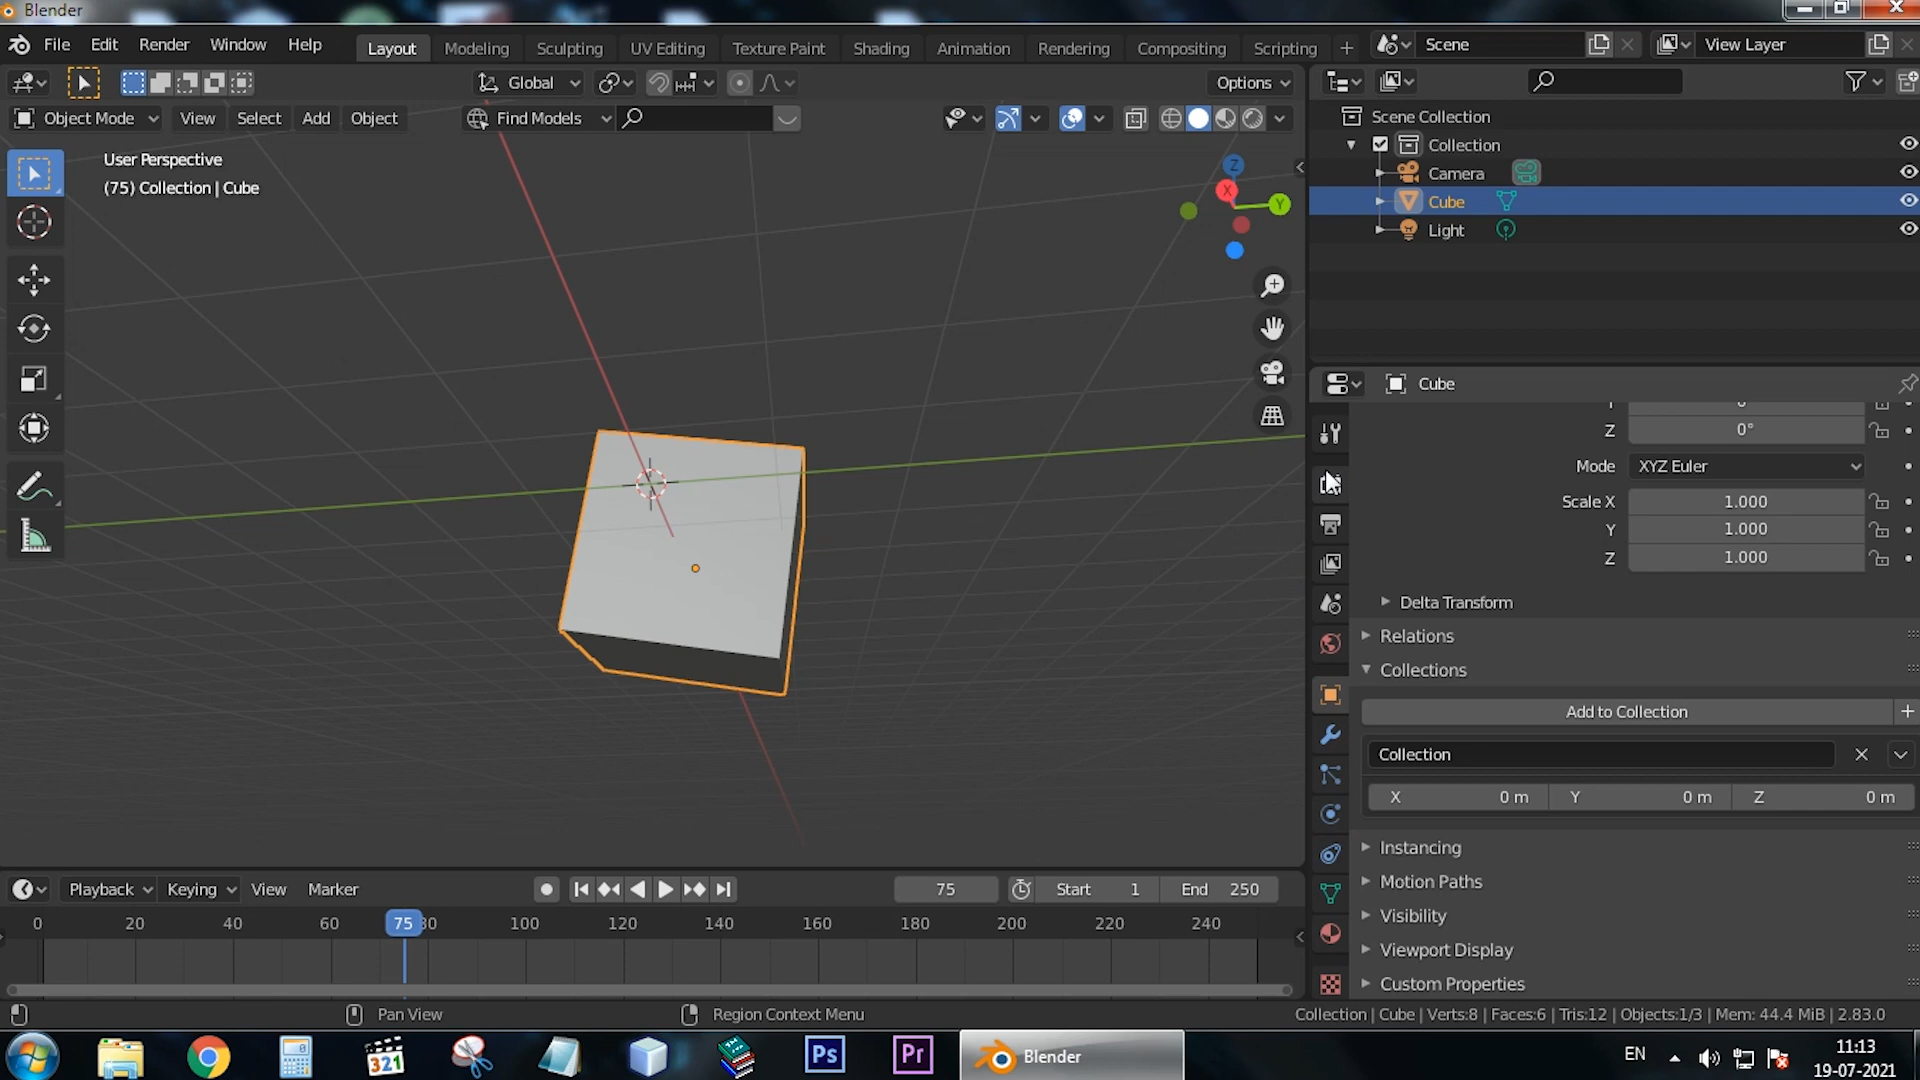 Blender
File Edit Render Window Help Layout Modeling Sculpting UV Editing Texture Paint Shading Animation Rendering Compositing Scripting + Scene View Layer
Global Options
Object Mode View Select Add Object Find Models
User Perspective
(75) Collection | Cube
Z
X
Y
Scene Collection
Collection
Camera
Cube
Light
Cube
Z 0°
Mode XYZ Euler
Scale X 1.000
Y 1.000
Z 1.000
Delta Transform
Relations
Collections
Add to Collection +
Collection
X 0 m Y 0 m Z 0 m
Instancing
Motion Paths
Visibility
Viewport Display
Custom Properties
Playback Keying View Marker 75 Start 1 End 250
0 20 40 60 75 80 100 120 140 160 180 200 220 240
Pan View Region Context Menu Collection | Cube | Verts:8 | Faces:6 | Tris:12 | Objects:1/3 | Mem: 44.4 MiB | 2.83.0
321 Ps Pr Blender EN 11:13
19-07-2021